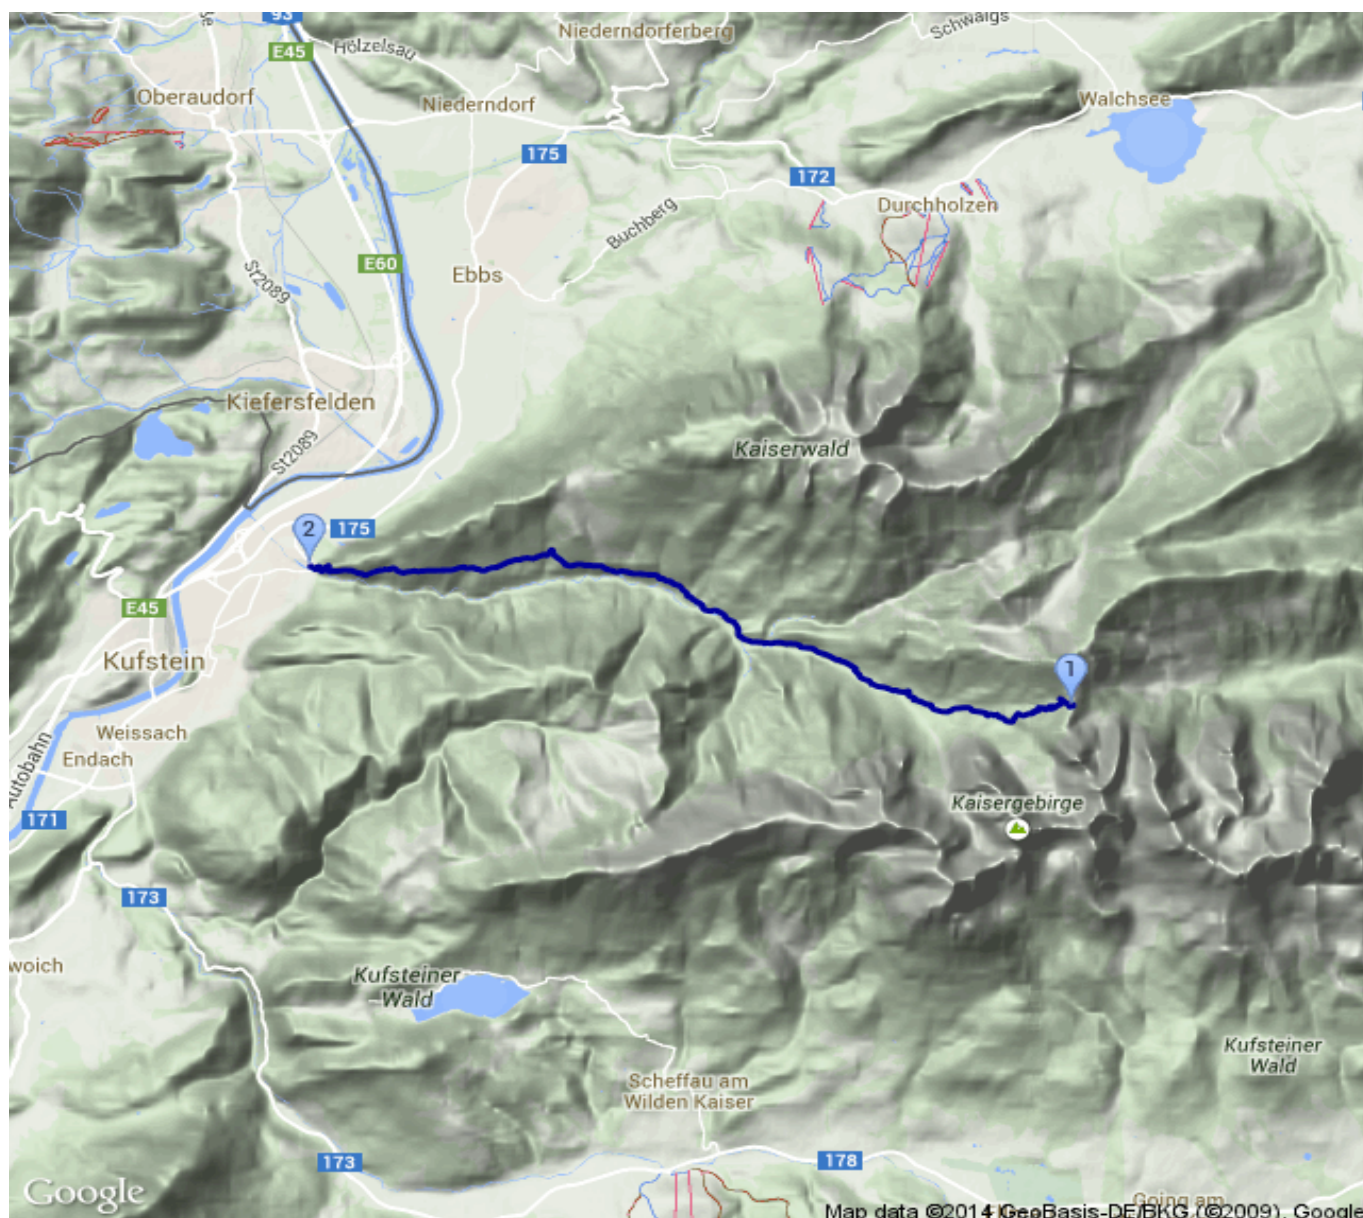 93
E45
Hölzelsau
Niederndorferberg
Schwaigs
Oberaudorf
Niederndorf
Walchsee
175
172
Durchholzen
Buchberg
E60
St2089
Ebbs
Kiefersfelden
St2089
Kaiserwald
2
175
E45
Kufstein
1
Weissach
Endach
Autobahn
171
Kaisergebirge
173
woich
Kufsteiner
Wald
Kufsteiner
Wald
Scheffau am
Wilden Kaiser
173
178
Google
Going am
Map data ©2014 GeoBasis-DE/BKG (©2009), Google